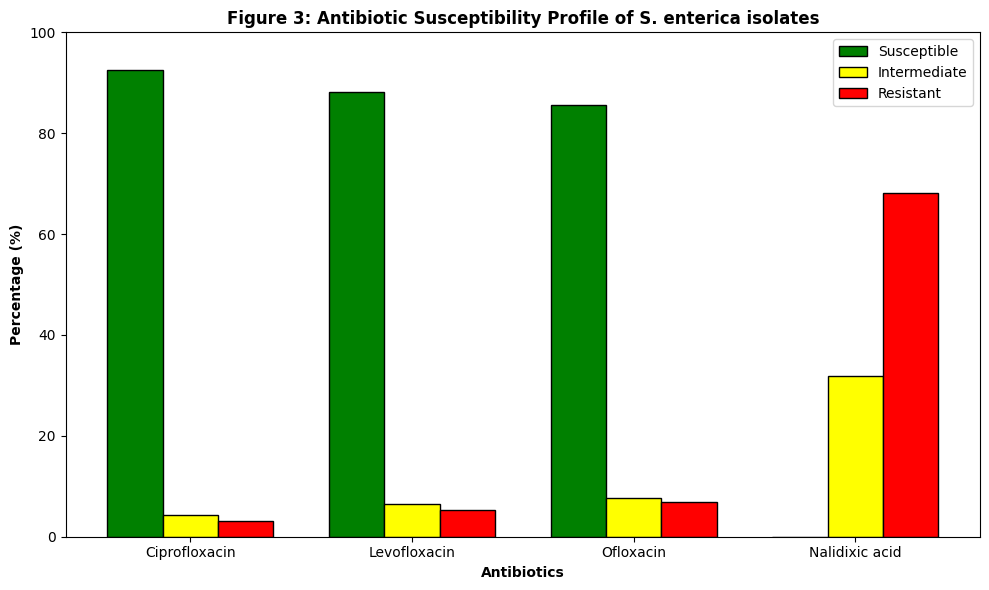 Figure 3: Antibiotic Susceptibility Profile of S. enterica isolates
Susceptible
Intermediate
Resistant
Percentage (%)
100
80
60
40
20
0
Ciprofloxacin Levofloxacin Ofloxacin Nalidixic acid
Antibiotics